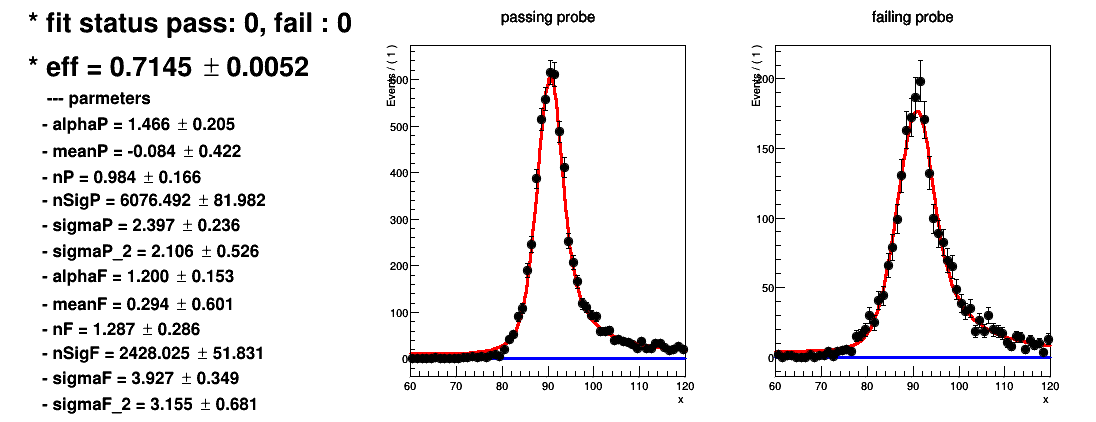 * fit status pass: 0, fail : 0
* eff = 0.7145 ± 0.0052
--- parmeters
- alphaP = 1.466 ± 0.205
- meanP = -0.084 ± 0.422
- nP = 0.984 ± 0.166
- nSigP = 6076.492 ± 81.982
- sigmaP = 2.397 ± 0.236
- sigmaP_2 = 2.106 ± 0.526
- alphaF = 1.200 ± 0.153
- meanF = 0.294 ± 0.601
- nF = 1.287 ± 0.286
- nSigF = 2428.025 ± 51.831
- sigmaF = 3.927 ± 0.349
- sigmaF_2 = 3.155 ± 0.681
passing probe
Events / ( 1 )
600
500
400
300
200
100
0
60 70 80 90 100 110 120
x
failing probe
Events / ( 1 )
200
150
100
50
0
60 70 80 90 100 110 120
x